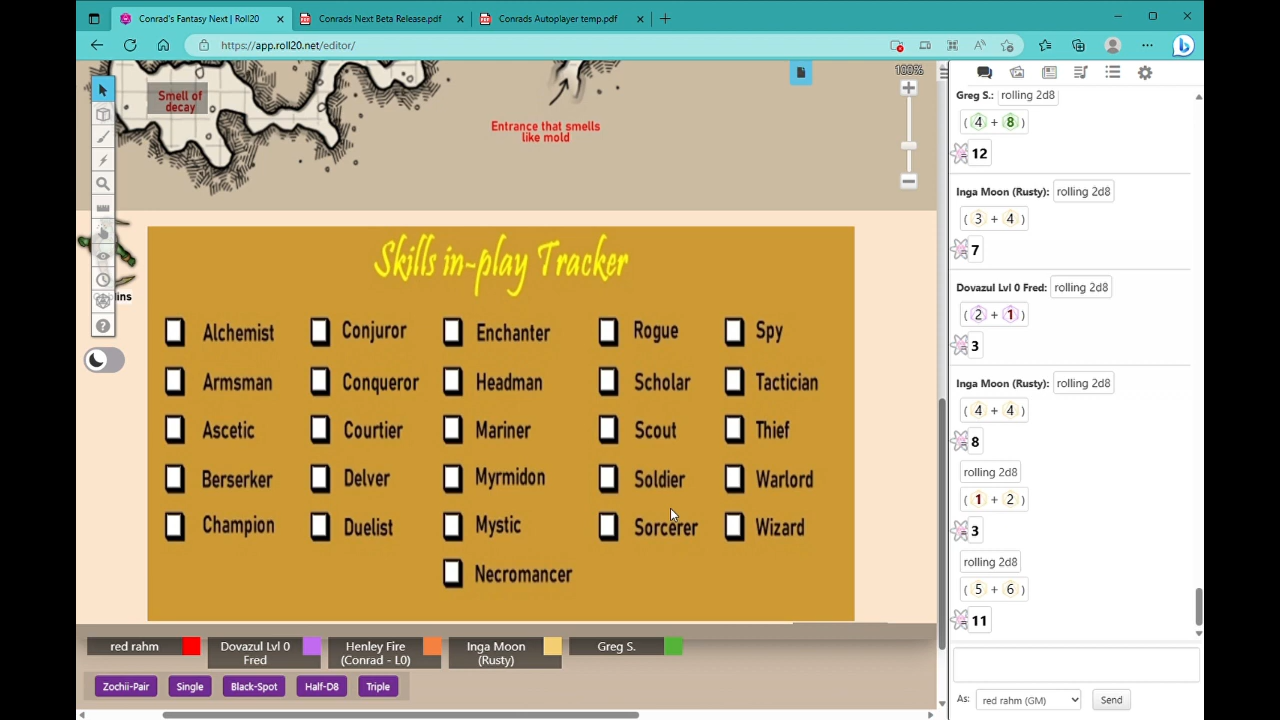 Conrad's Fantasy Next | Roll20
Conrads Next Beta Release.pdf
Conrads Autoplayer temp.pdf
https://app.roll20.net/editor/
Smell of
decay
Entrance that smells
like mold
100%
Skills in-play Tracker
Alchemist Conjuror Enchanter Rogue Spy
Armsman Conqueror Headman Scholar Tactician
Ascetic Courtier Mariner Scout Thief
Berserker Delver Myrmidon Soldier Warlord
Champion Duelist Mystic Sorcerer Wizard
Necromancer
red rahm
Dovazul Lvl 0
Fred
Henley Fire
(Conrad - L0)
Inga Moon
(Rusty)
Greg S.
Zochii-Pair Single Black-Spot Half-D8 Triple
Greg S.: rolling 2d8
(4 + 8)
= 12
Inga Moon (Rusty): rolling 2d8
(3 + 4)
= 7
Dovazul Lvl 0 Fred: rolling 2d8
(2 + 1)
= 3
Inga Moon (Rusty): rolling 2d8
(4 + 4)
= 8
rolling 2d8
(1 + 2)
= 3
rolling 2d8
(5 + 6)
= 11
As: red rahm (GM) Send